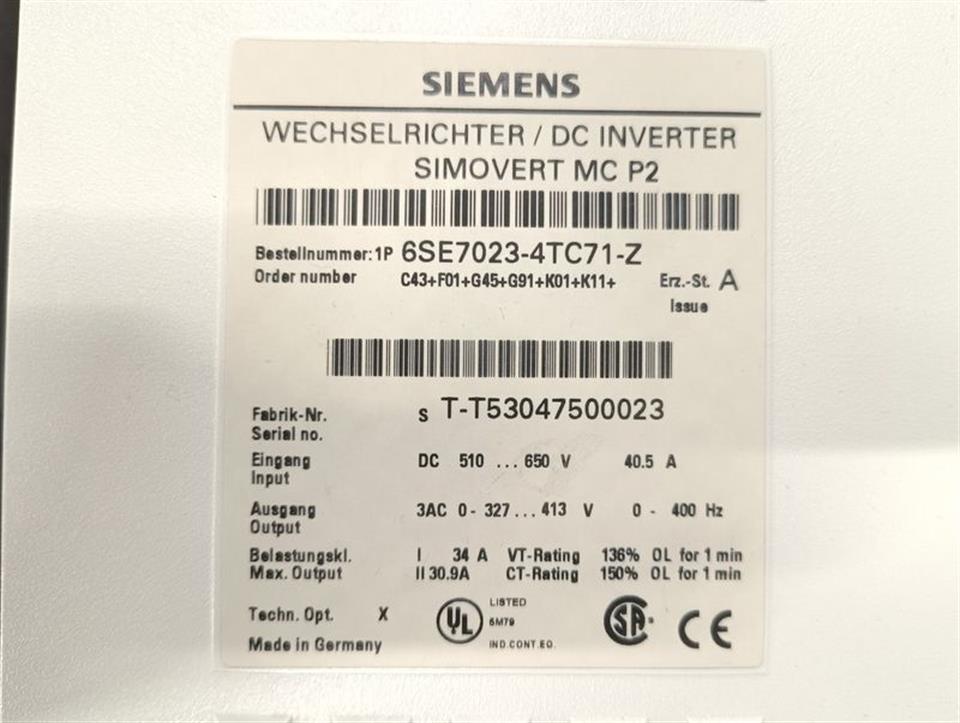 SIEMENS
WECHSELRICHTER / DC INVERTER
SIMOVERT MC P2
Bestellnummer: 1P 6SE7023-4TC71-Z
Order number C43+F01+G45+G91+K01+K11+ Erz.-St. A
Issue
Fabrik-Nr. S T-T53047500023
Serial no.
Eingang DC 510 ... 650 V 40.5 A
Input
Ausgang 3AC 0- 327... 413 V 0 - 400 Hz
Output
Belastungskl. I 34 A VT-Rating 136% OL for 1 min
Max. Output II 30.9A CT-Rating 150% OL for 1 min
Techn. Opt. X
Made in Germany
UL LISTED
5M79
IND.CONT.EQ.
SA
CE